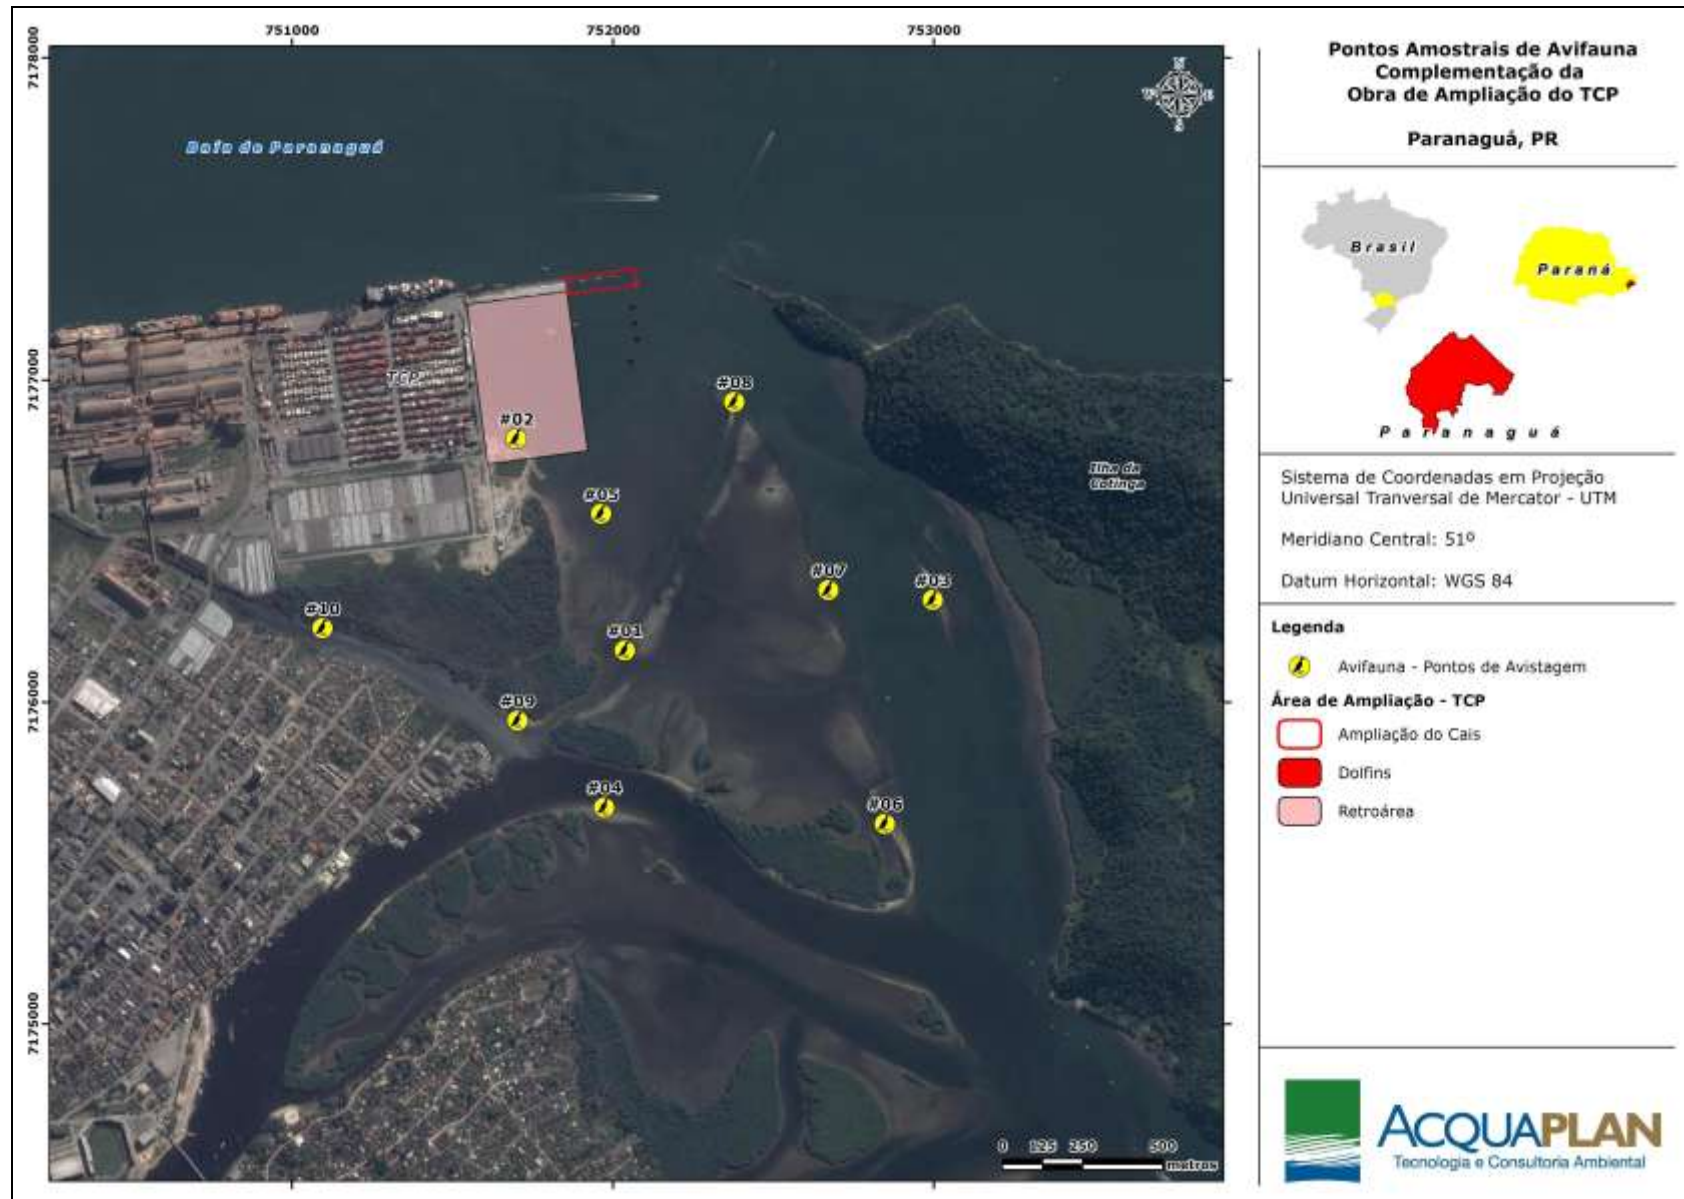 751000
752000
753000
7178000
7177000
7176000
7175000
Baía de Paranaguá
TCP
#08
#02
#05
#07
#03
#10
#01
#09
#04
#06
Ilha da
Cotinga
N
S
E
0 125 250 500
metros
Pontos Amostrais de Avifauna
Complementação da
Obra de Ampliação do TCP
Paranaguá, PR
Brasil
Paraná
Paranaguá
Sistema de Coordenadas em Projeção
Universal Tranversal de Mercator - UTM
Meridiano Central: 51º
Datum Horizontal: WGS 84
Legenda
Avifauna - Pontos de Avistagem
Área de Ampliação - TCP
Ampliação do Cais
Dolfins
Retroárea
ACQUAPLAN
Tecnologia e Consultoria Ambiental